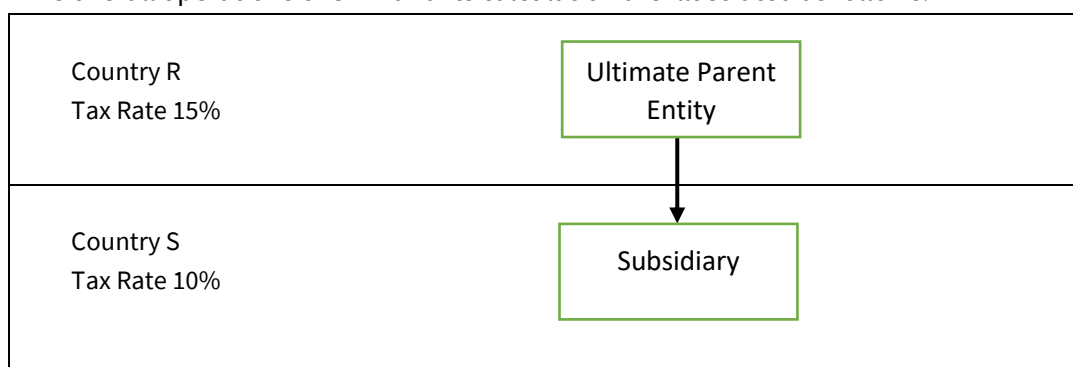 Country R
Tax Rate 15%
Ultimate Parent
Entity
Country S
Tax Rate 10%
Subsidiary